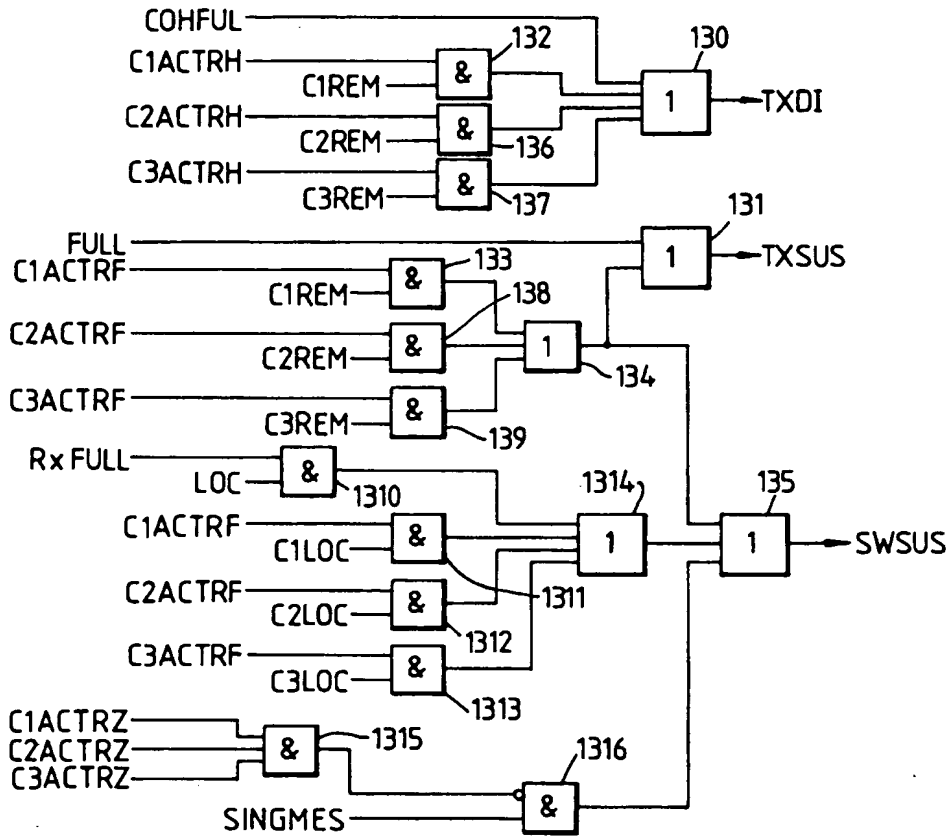 COHFUL
132
130
C1ACTRH
&
C1REM
1
TXDI
C2ACTRH
&
C2REM
136
C3ACTRH
&
C3REM
137
131
FULL
1
TXSUS
C1ACTRF
&
133
C1REM
138
C2ACTRF
&
C2REM
1
134
C3ACTRF
&
C3REM
139
RxFULL
&
LOC
1310
1314
135
C1ACTRF
&
C1LOC
1
1
SWSUS
1311
C2ACTRF
&
C2LOC
1312
C3ACTRF
&
C3LOC
1313
C1ACTRZ
C2ACTRZ
C3ACTRZ
&
1315
1316
&
SINGMES